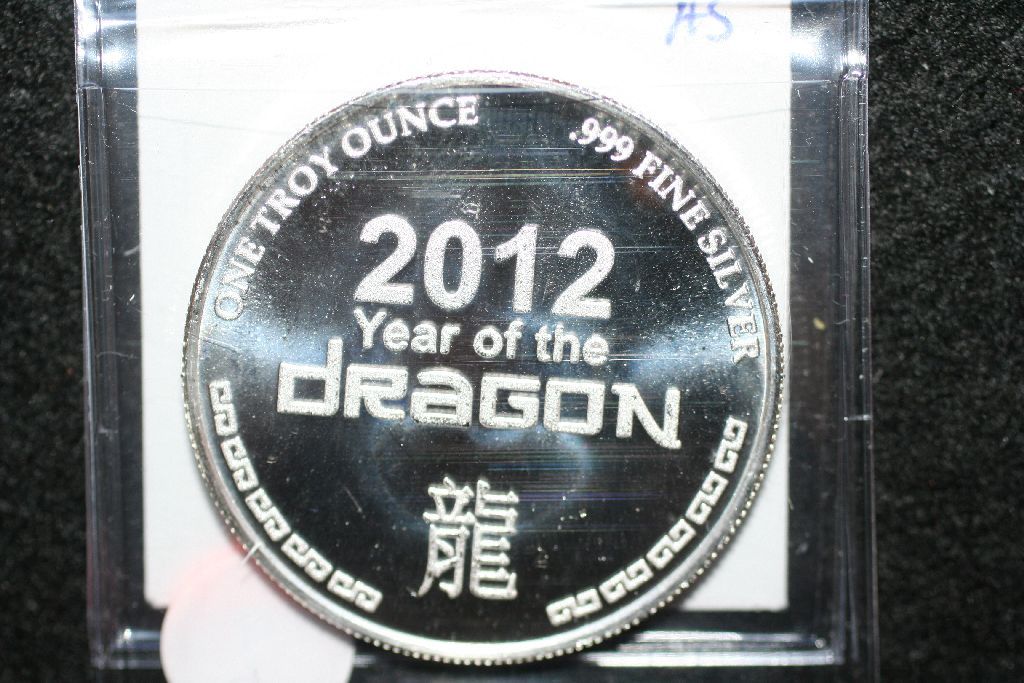 ONE TROY OUNCE
.999 FINE SILVER
2012
Year of the
DRAGON
龍